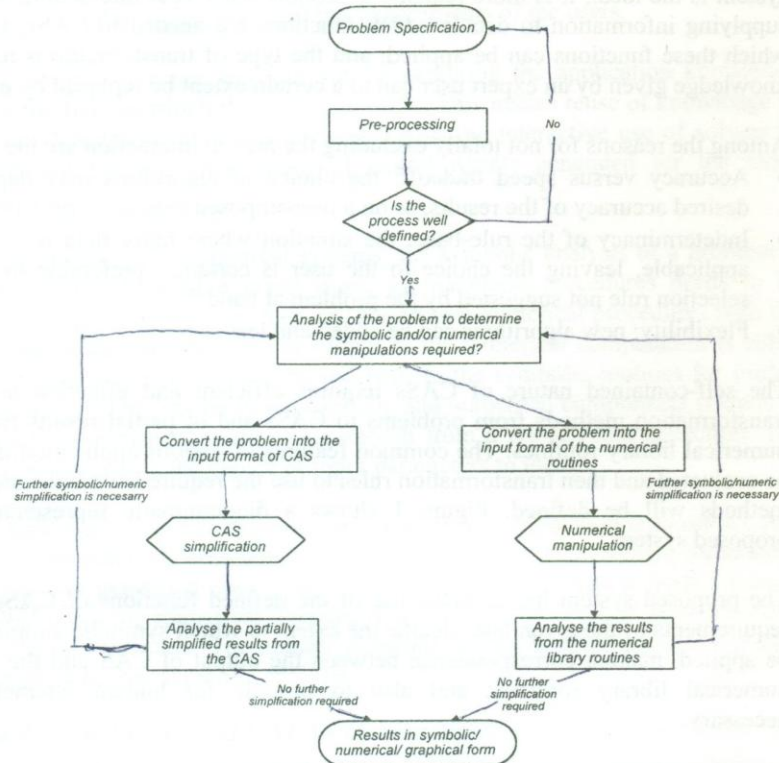 Problem Specification
No
Pre-processing
Is the
process well
defined?
Yes
Analysis of the problem to determine
the symbolic and/or numerical
manipulations required?
Convert the problem into the
input format of CAS
Convert the problem into the
input format of the numerical
routines
Further symbolic/numeric
simplification is necesarry
Further symbolic/numeric
simplification is necesarry
CAS
simplification
Numerical
manipulation
Analyse the partially
simplified results from
the CAS
Analyse the results
from the numerical
library routines
No further
simplfication required
No further
simplification
required
Results in symbolic/
numerical/ graphical form